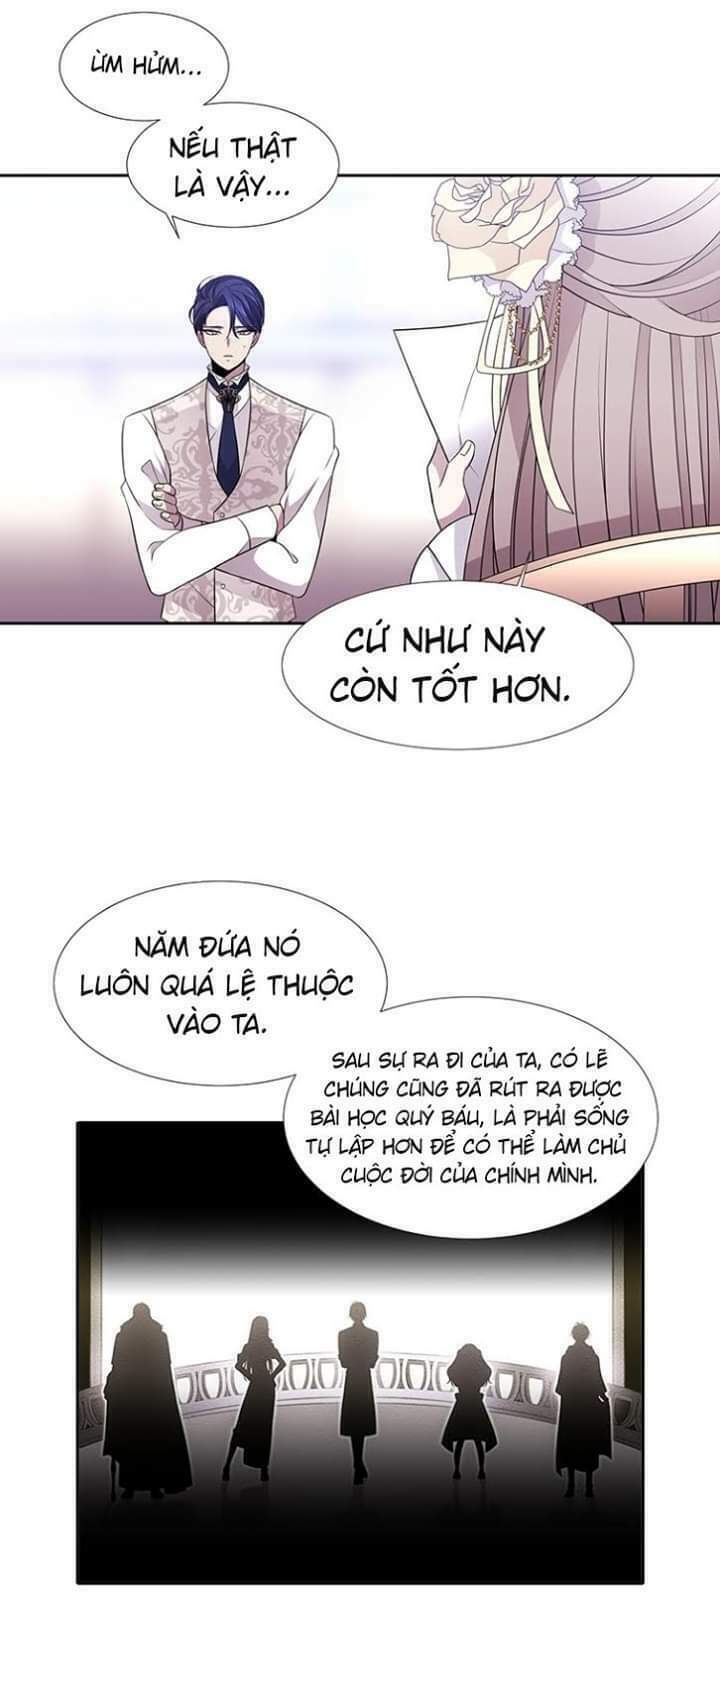 ỪM HỬM...
NẾU THẬT
LÀ VẬY...
CỨ NHƯ NÀY
CÒN TỐT HƠN.
NĂM ĐỨA NÓ
LUÔN QUÁ LỆ THUỘC
VÀO TA.
SAU SỰ RA ĐI CỦA TA, CÓ LẼ
CHÚNG CŨNG ĐÃ RÚT RA ĐƯỢC
BÀI HỌC QUÝ BÁU, LÀ PHẢI SỐNG
TỰ LẬP HƠN ĐỂ CÓ THỂ LÀM CHỦ
CUỘC ĐỜI CỦA CHÍNH MÌNH.